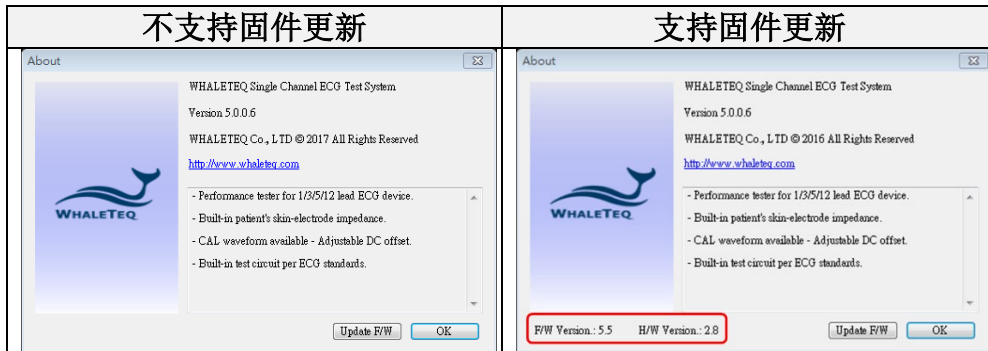 不支持固件更新
支持固件更新
About
WHALETEQ Single Channel ECG Test System
Version 5.0.0.6
WHALETEQ Co., LTD © 2017 All Rights Reserved
http://www.whaleteq.com
WHALETEQ
- Performance tester for 1/3/5/12 lead ECG device.
- Built-in patient's skin-electrode impedance.
- CAL waveform available - Adjustable DC offset.
- Built-in test circuit per ECG standards.
Update F/W OK
About
WHALETEQ Single Channel ECG Test System
Version 5.0.0.6
WHALETEQ Co., LTD © 2016 All Rights Reserved
http://www.whaleteq.com
WHALETEQ
- Performance tester for 1/3/5/12 lead ECG device.
- Built-in patient's skin-electrode impedance.
- CAL waveform available - Adjustable DC offset.
- Built-in test circuit per ECG standards.
F/W Version.: 5.5 H/W Version.: 2.8 Update F/W OK